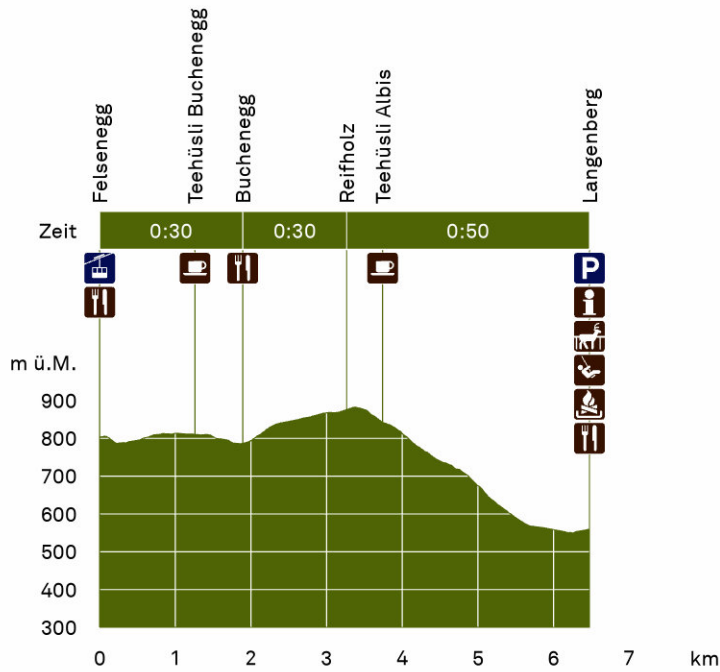 Felsenegg
Teehüsli Buchenegg
Buchenegg
Reifholz
Teehüsli Albis
Langenberg
Zeit 0:30 0:30 0:50
P
i
m ü.M.
900
800
700
600
500
400
300
0 1 2 3 4 5 6 7 km